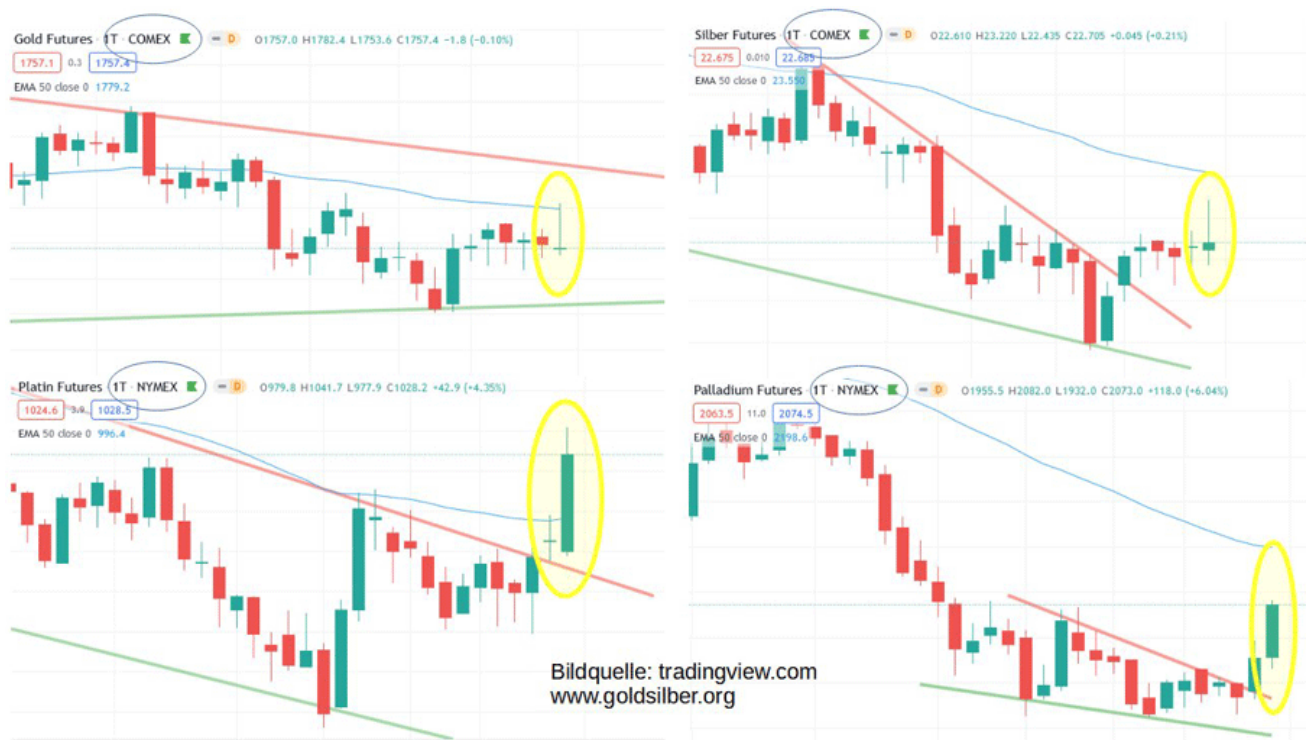 Gold Futures · 1T · COMEX D O1757.0 H1782.4 L1753.6 C1757.4 −1.8 (−0.10%)
1757.1 0.3 1757.4
EMA 50 close 0 1779.2
Silber Futures · 1T · COMEX D O22.610 H23.220 L22.435 C22.705 +0.045 (+0.21%)
22.675 0.010 22.685
EMA 50 close 0 23.550
Platin Futures · 1T · NYMEX D O979.8 H1041.7 L977.9 C1028.2 +42.9 (+4.35%)
1024.6 3.9 1028.5
EMA 50 close 0 996.4
Palladium Futures · 1T · NYMEX D O1955.5 H2082.0 L1932.0 C2073.0 +118.0 (+6.04%)
2063.5 11.0 2074.5
EMA 50 close 0 2198.6
Bildquelle: tradingview.com
www.goldsilber.org